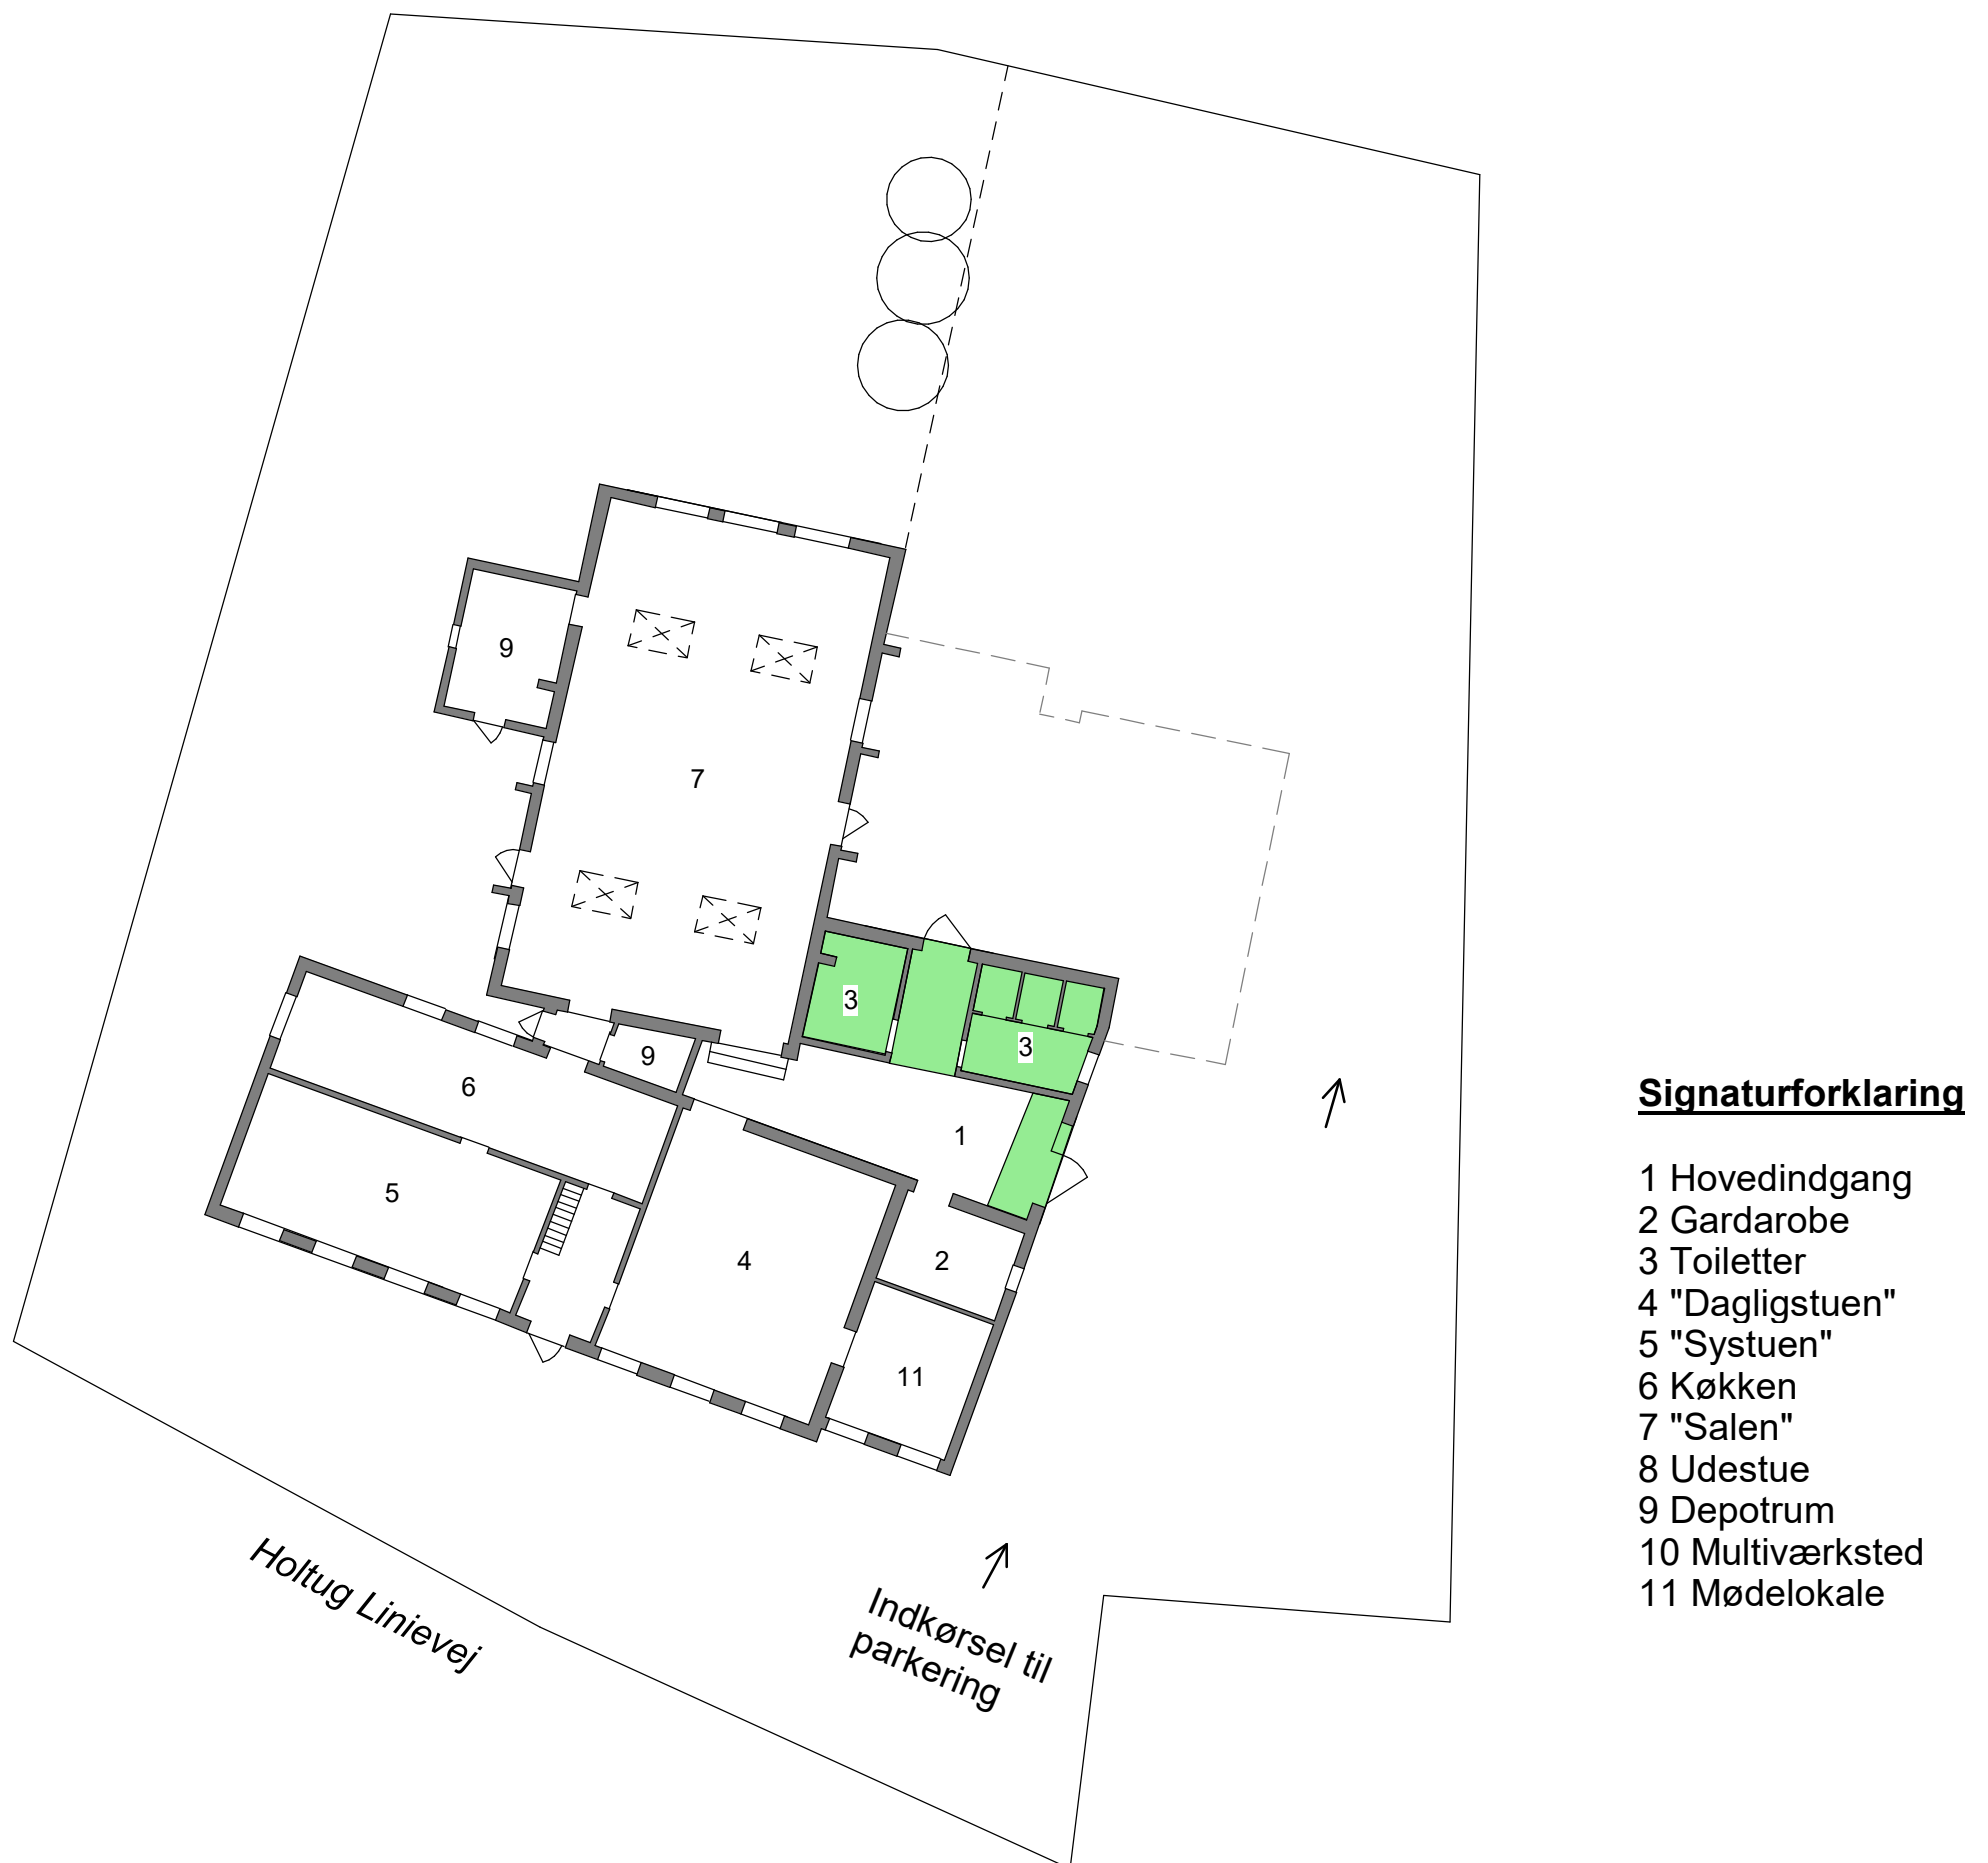 9
7
3
3
9
6
1
5
4
2
11
Holtug Linievej
Indkørsel til
parkering
Signaturforklaring
1 Hovedindgang
2 Gardarobe
3 Toiletter
4 "Dagligstuen"
5 "Systuen"
6 Køkken
7 "Salen"
8 Udestue
9 Depotrum
10 Multiværksted
11 Mødelokale